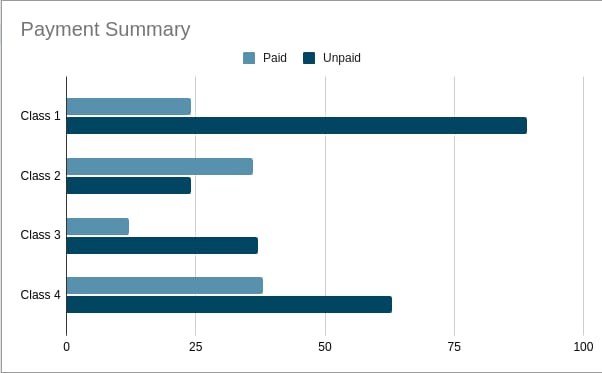 Payment Summary
Paid Unpaid
Class 1
Class 2
Class 3
Class 4
0 25 50 75 100